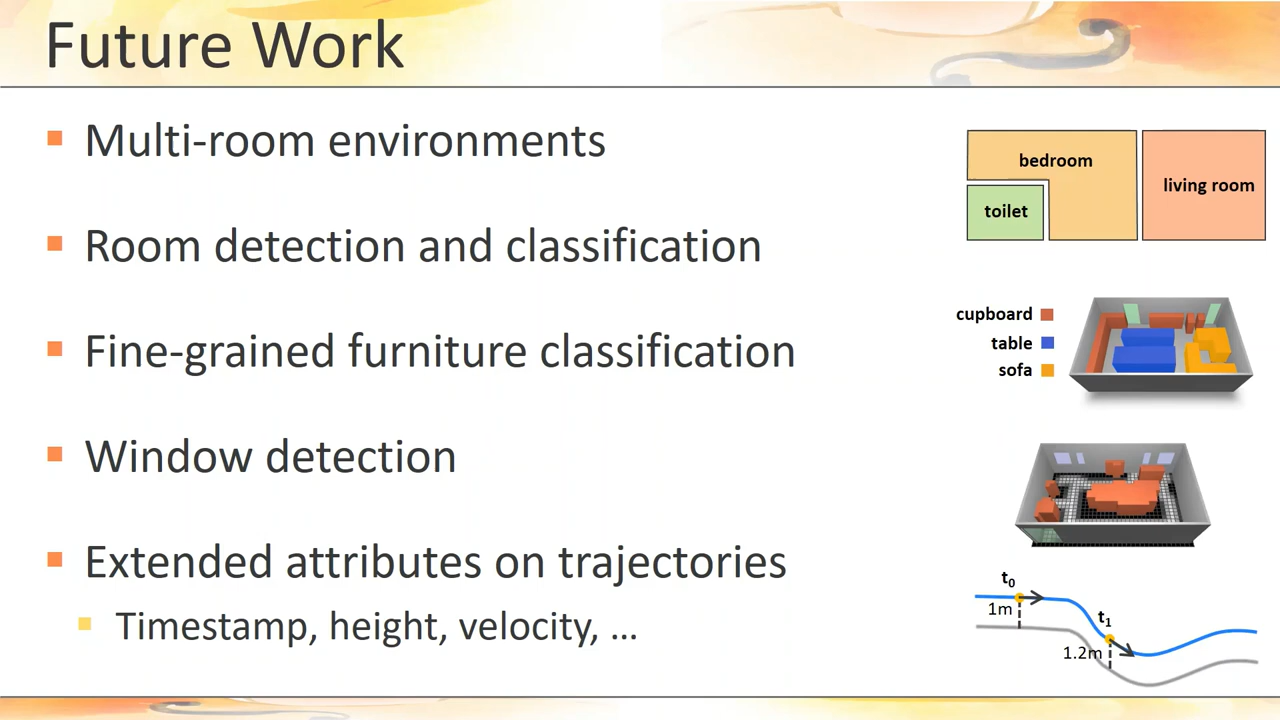 Future Work
Multi-room environments
Room detection and classification
Fine-grained furniture classification
Window detection
Extended attributes on trajectories
Timestamp, height, velocity, ...
bedroom
living room
toilet
cupboard
table
sofa
t₀
1m
t₁
1.2m